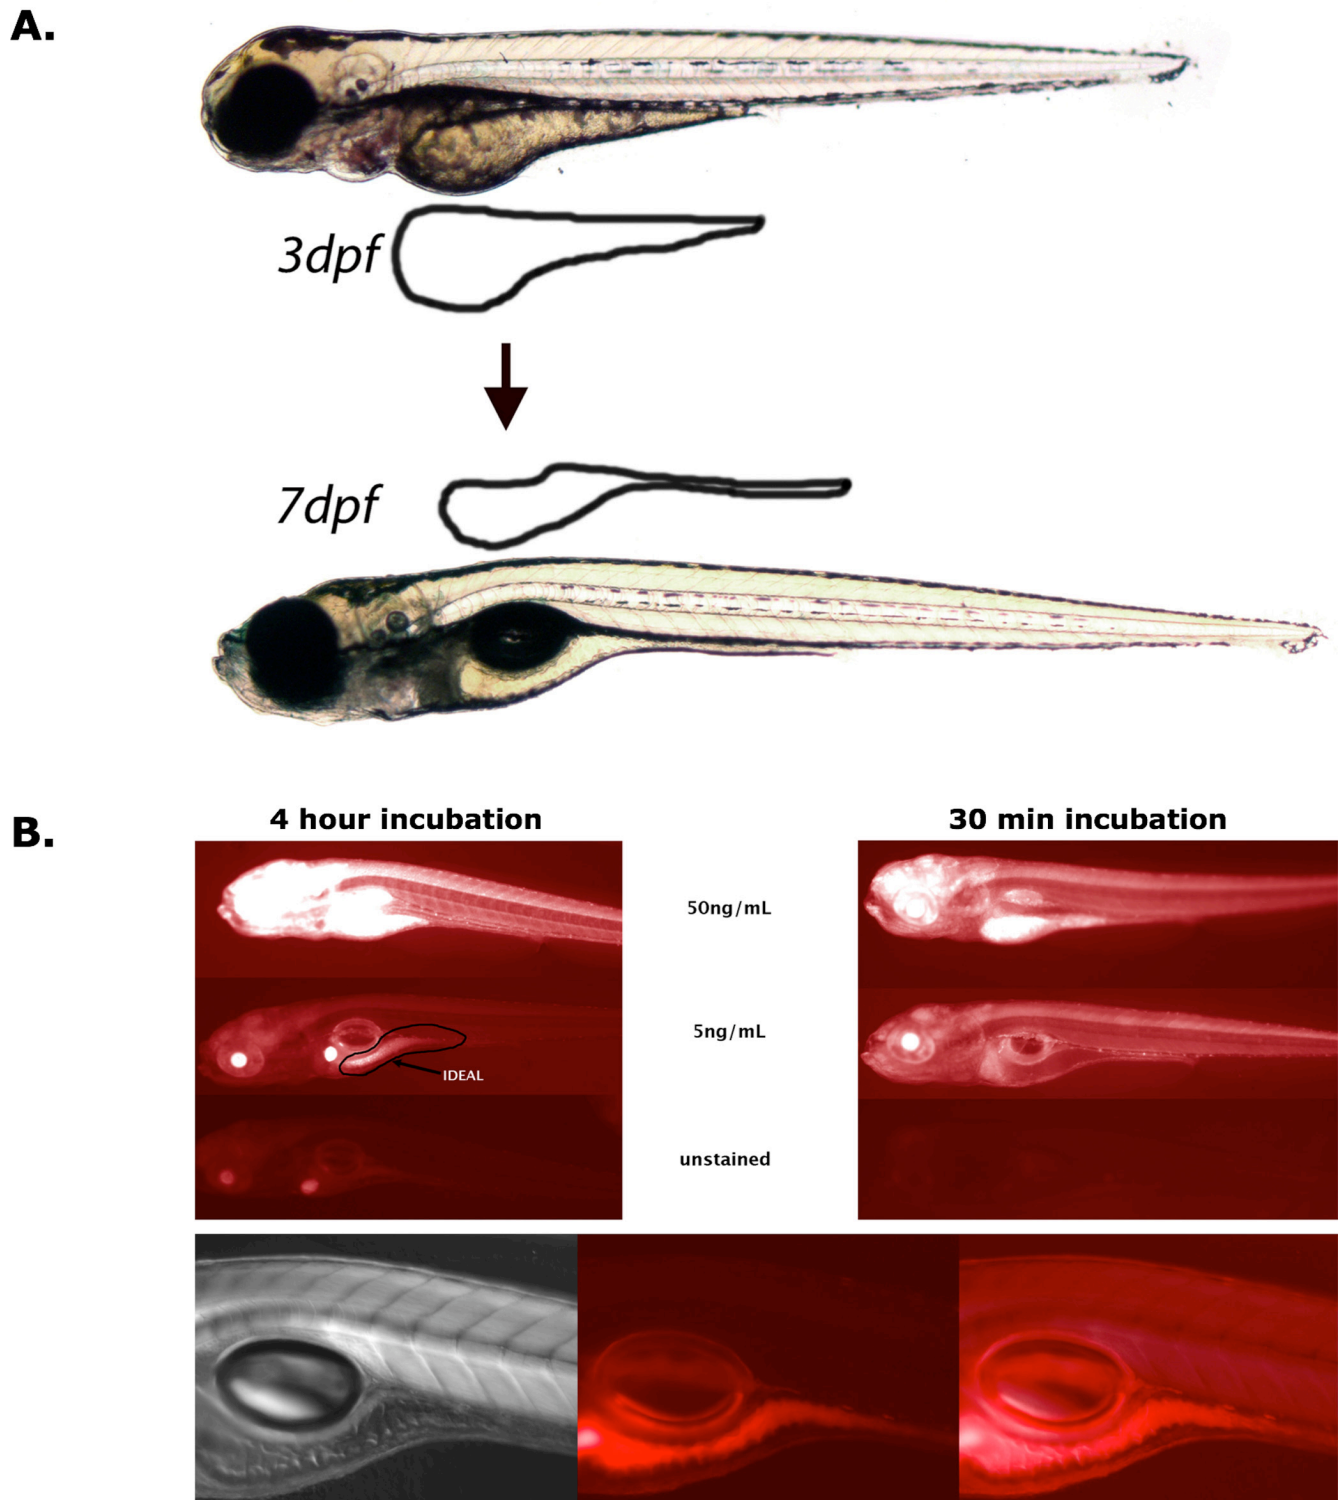 A.
3dpf
7dpf
B.
4 hour incubation
30 min incubation
50ng/mL
5ng/mL
IDEAL
unstained